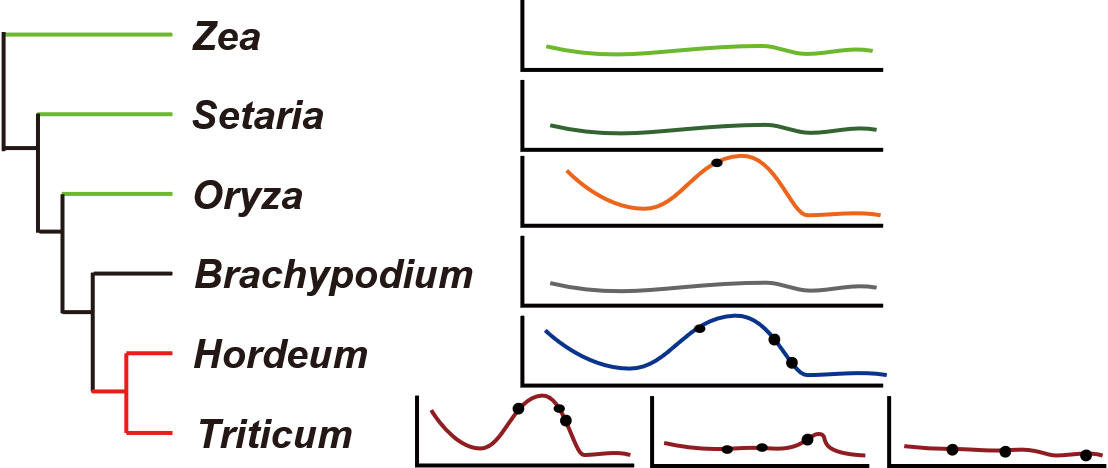 Zea
Setaria
Oryza
Brachypodium
Hordeum
Triticum